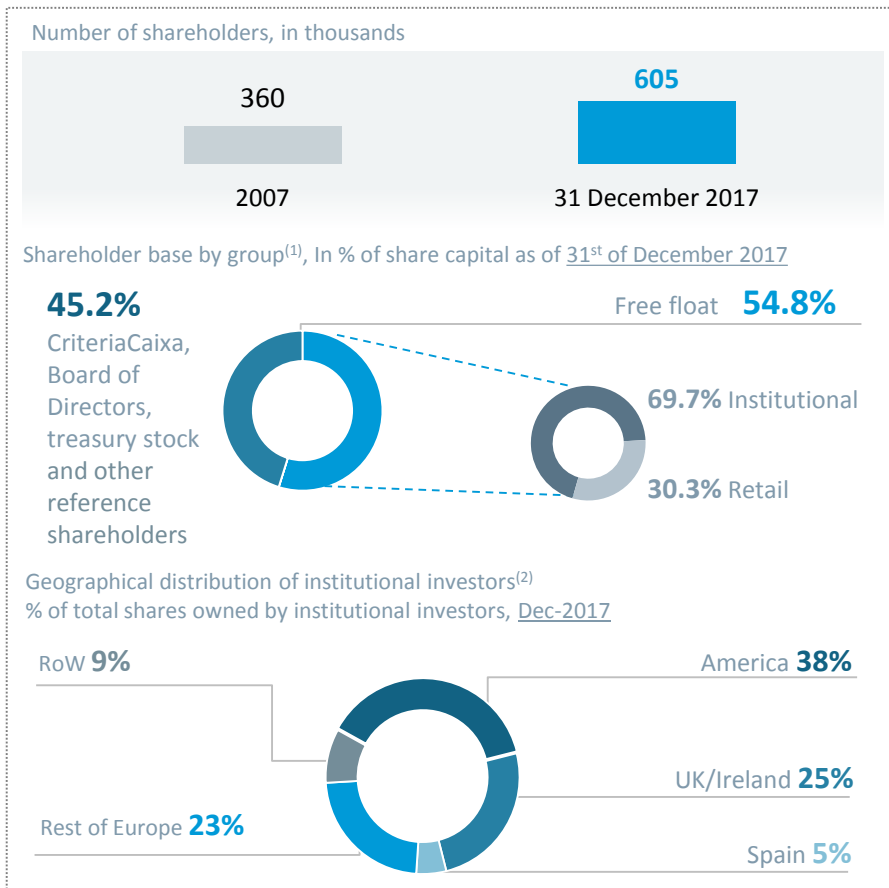 Number of shareholders, in thousands
360
605
2007
31 December 2017
Shareholder base by group(1), In % of share capital as of 31st of December 2017
45.2%
CriteriaCaixa,
Board of
Directors,
treasury stock
and other
reference
shareholders
Free float 54.8%
69.7% Institutional
30.3% Retail
Geographical distribution of institutional investors(2)
% of total shares owned by institutional investors, Dec-2017
RoW 9%
America 38%
UK/Ireland 25%
Rest of Europe 23%
Spain 5%